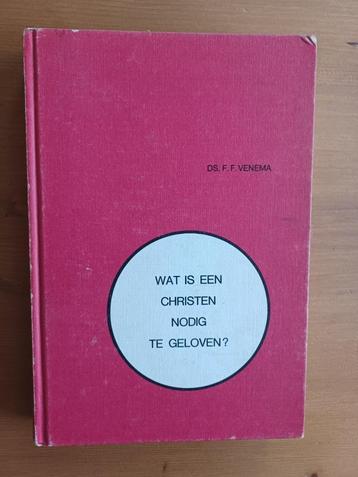 DS. F. F. VENEMA
WAT IS EEN
CHRISTEN
NODIG
TE GELOVEN?